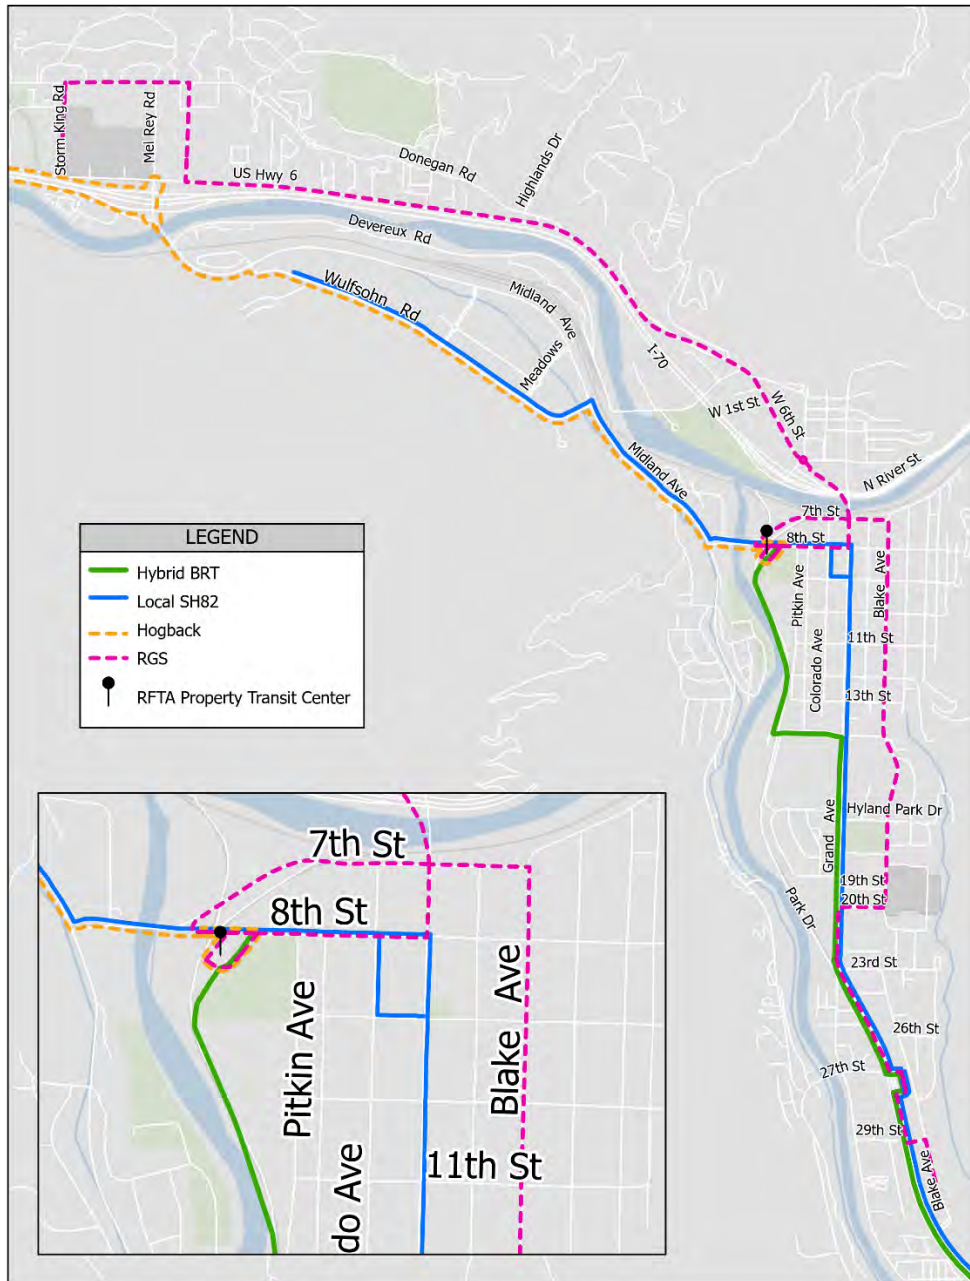 Storm King Rd
Mel Rey Rd
US Hwy 6
Donegan Rd
Highlands Dr
Devereux Rd
Wulfsohn Rd
Midland Ave
Meadows
I-70
W 1st St
W 6th St
N River St
Midland Ave
7th St
8th St
Pitkin Ave
Blake Ave
Colorado Ave
11th St
13th St
Grand Ave
Hyland Park Dr
19th St
20th St
Park Dr
23rd St
26th St
27th St
29th St
Blake Ave
LEGEND
Hybrid BRT
Local SH82
Hogback
RGS
RFTA Property Transit Center
7th St
8th St
Pitkin Ave
Blake Ave
do Ave
11th St